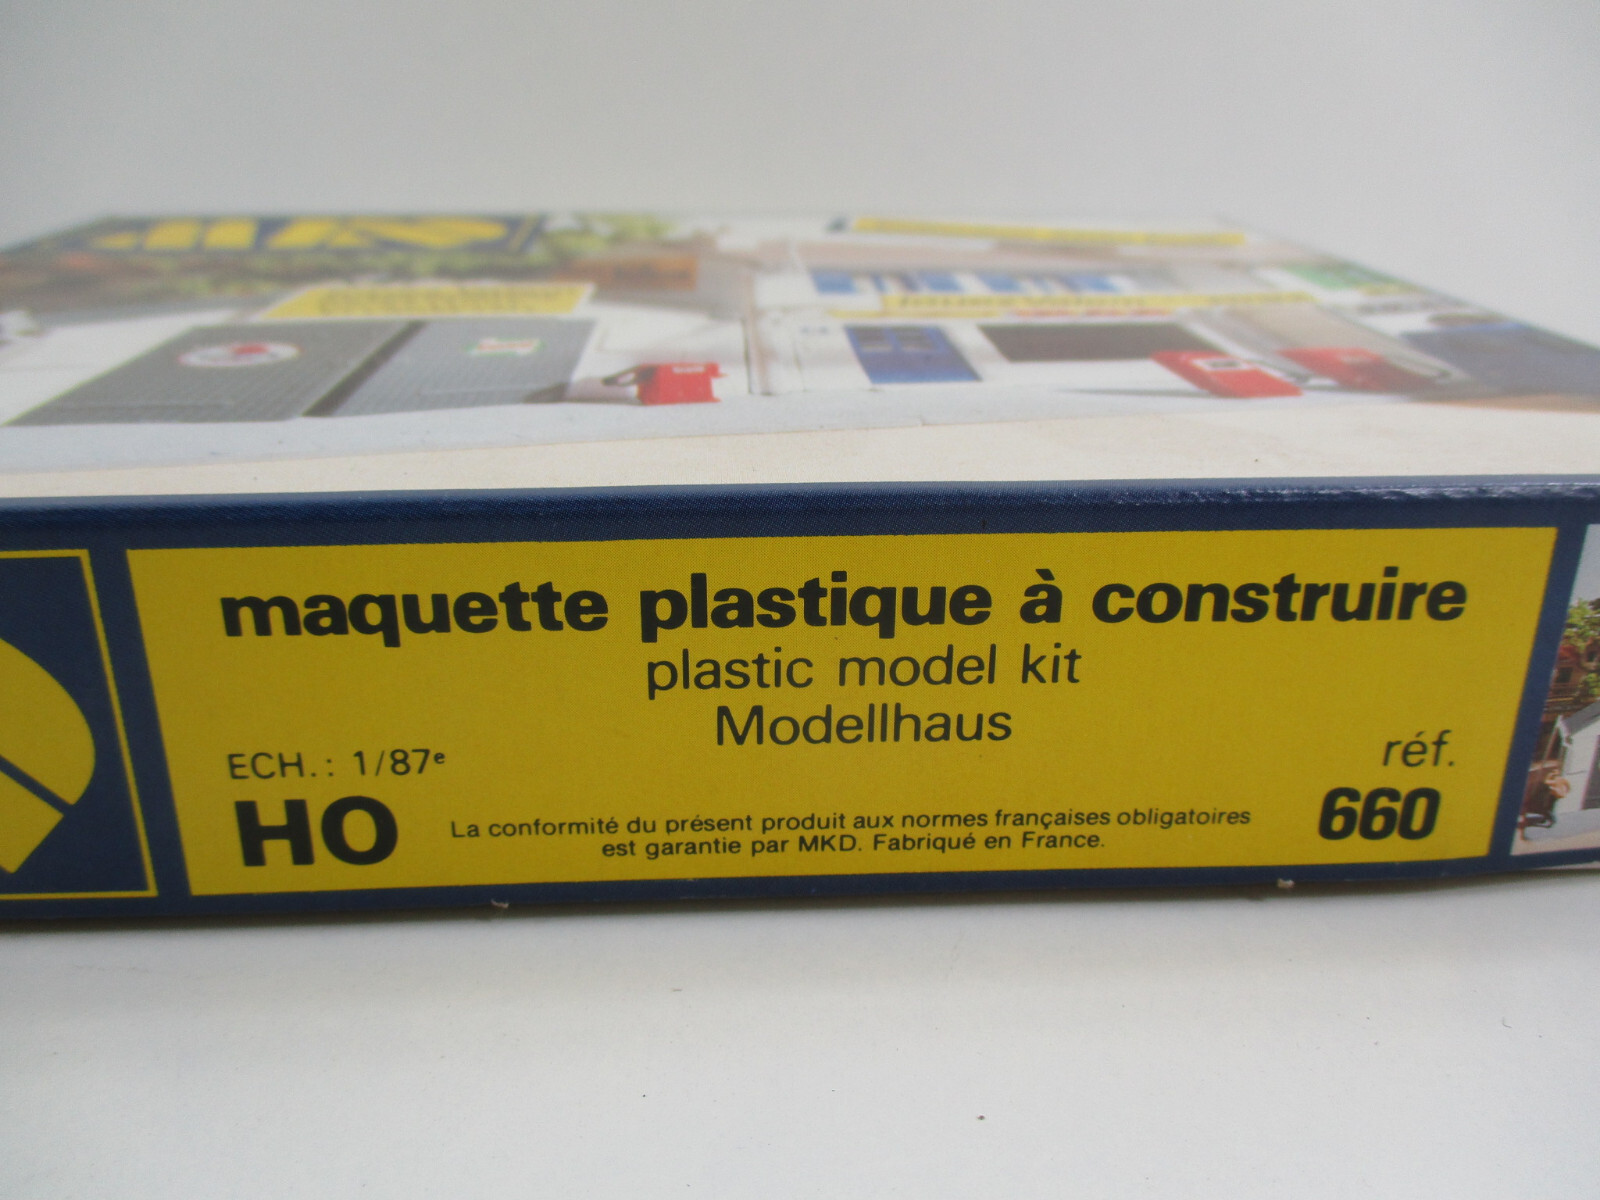 maquette plastique à construire
plastic model kit
Modellhaus
ECH.: 1/87e
HO
La conformité du présent produit aux normes françaises obligatoires
est garantie par MKD. Fabriqué en France.
réf.
660